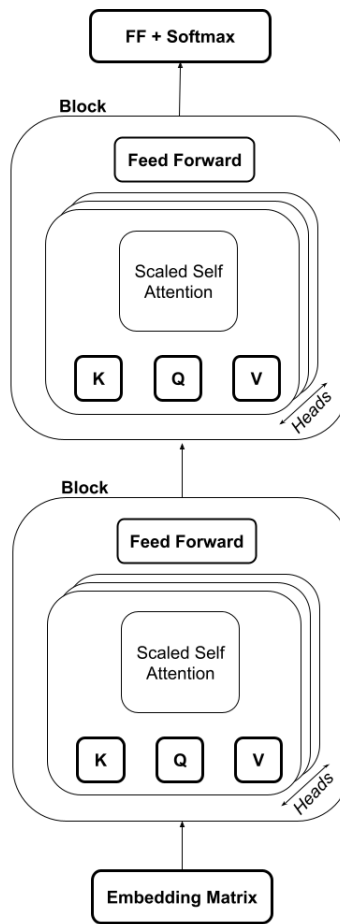 FF + Softmax
Block
Feed Forward
Scaled Self
Attention
K Q V
Heads
Block
Feed Forward
Scaled Self
Attention
K Q V
Heads
Embedding Matrix